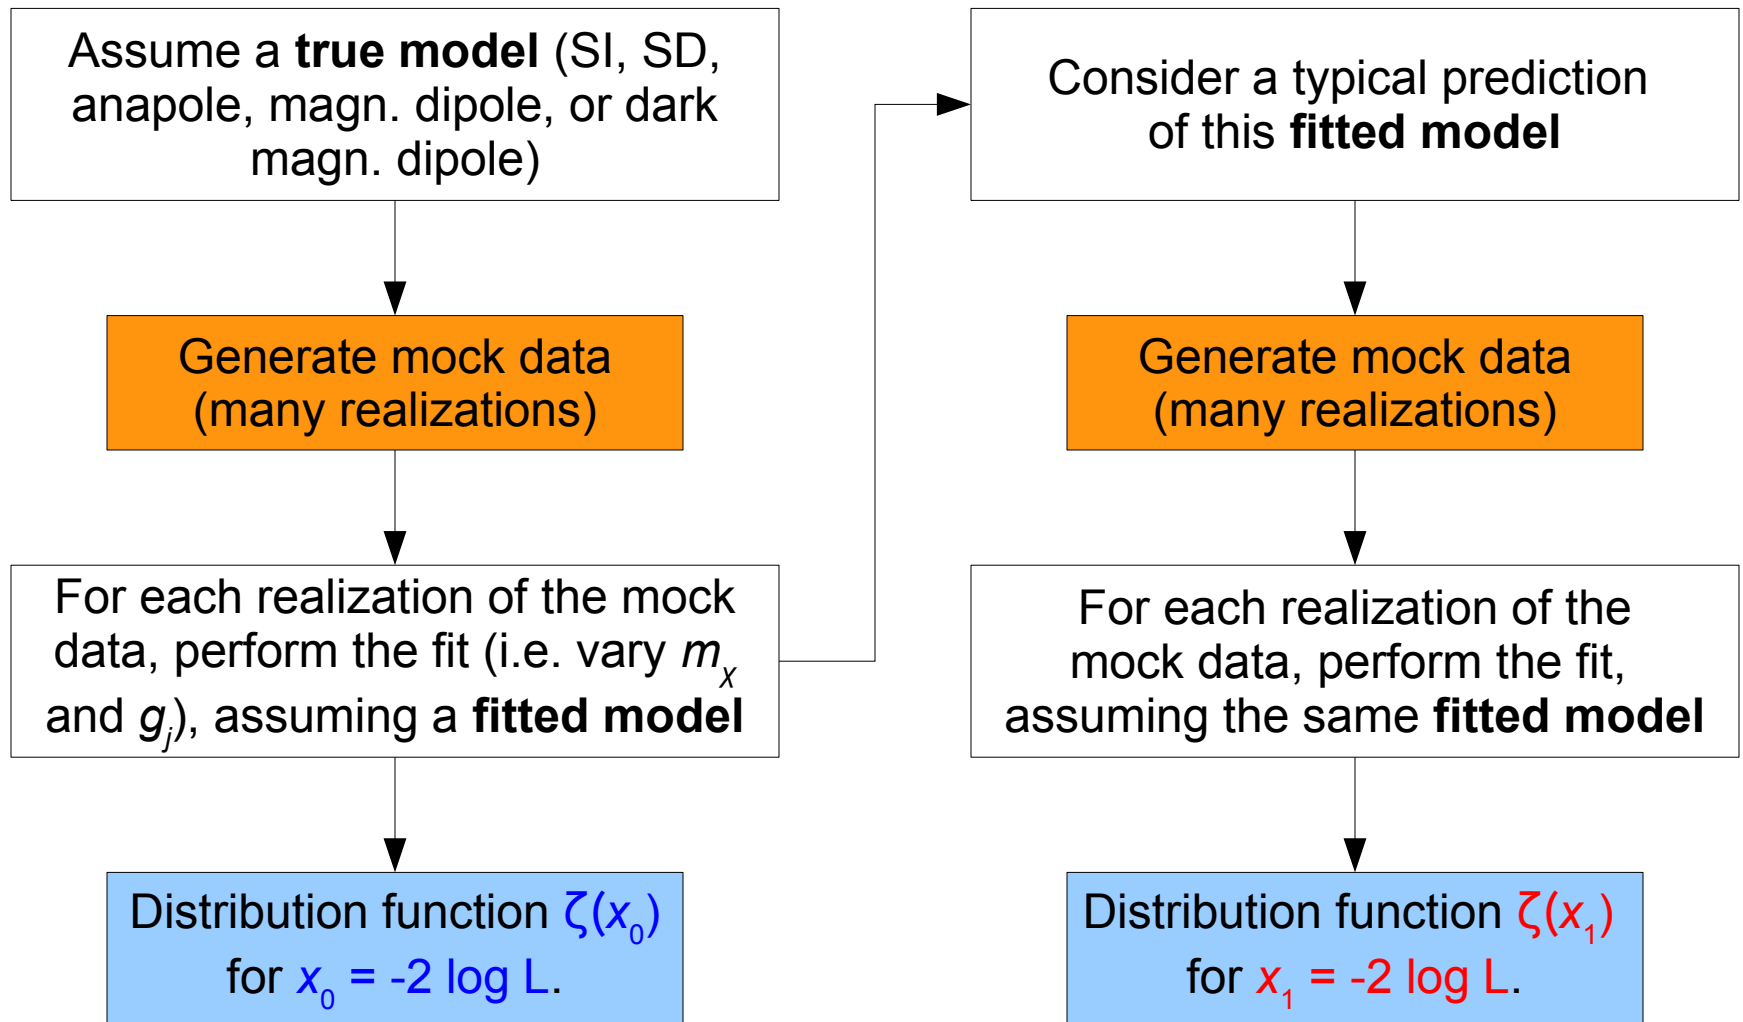 Assume a true model (SI, SD,
anapole, magn. dipole, or dark
magn. dipole)
Generate mock data
(many realizations)
For each realization of the mock
data, perform the fit (i.e. vary mχ
and gj), assuming a fitted model
Distribution function ζ(x0)
for x0 = -2 log L.
Consider a typical prediction
of this fitted model
Generate mock data
(many realizations)
For each realization of the
mock data, perform the fit,
assuming the same fitted model
Distribution function ζ(x1)
for x1 = -2 log L.